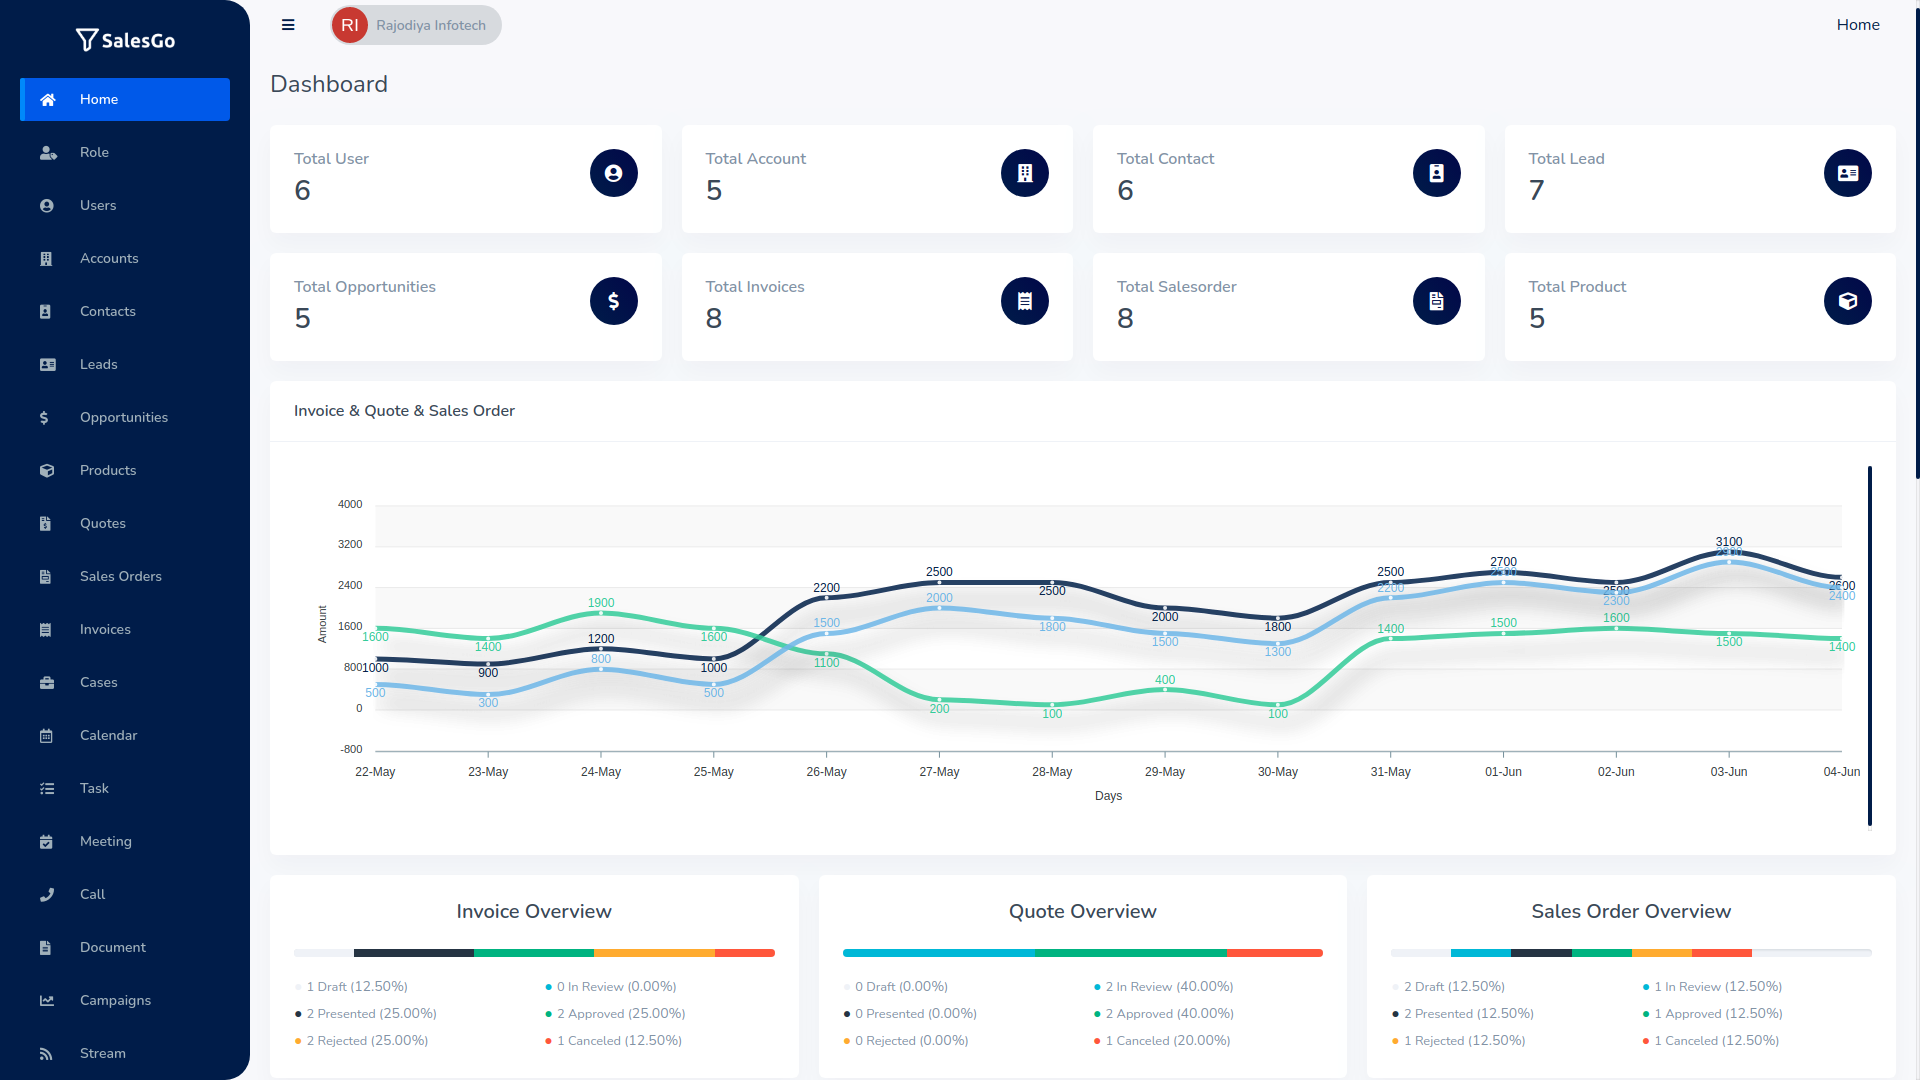 SalesGo
Home
Role
Users
Accounts
Contacts
Leads
Opportunities
Products
Quotes
Sales Orders
Invoices
Cases
Calendar
Task
Meeting
Call
Document
Campaigns
Stream
RI Rajodiya Infotech
Home
Dashboard
Total User
6
Total Account
5
Total Contact
6
Total Lead
7
Total Opportunities
5
Total Invoices
8
Total Salesorder
8
Total Product
5
Invoice & Quote & Sales Order
Amount
4000
3200
2400
1600
800
0
-800
1000 900 1200 1000 2200 2500 2500 2000 1800 2500 2700 2500 3100 2600
500 300 800 500 1500 2000 1800 1500 1300 2200 2500 2300 2900 2400
1600 1400 1900 1600 1100 200 100 400 100 1400 1500 1600 1500 1400
22-May 23-May 24-May 25-May 26-May 27-May 28-May 29-May 30-May 31-May 01-Jun 02-Jun 03-Jun 04-Jun
Days
Invoice Overview
1 Draft (12.50%) 0 In Review (0.00%)
2 Presented (25.00%) 2 Approved (25.00%)
2 Rejected (25.00%) 1 Canceled (12.50%)
Quote Overview
0 Draft (0.00%) 2 In Review (40.00%)
0 Presented (0.00%) 2 Approved (40.00%)
0 Rejected (0.00%) 1 Canceled (20.00%)
Sales Order Overview
2 Draft (12.50%) 1 In Review (12.50%)
2 Presented (12.50%) 1 Approved (12.50%)
1 Rejected (12.50%) 1 Canceled (12.50%)